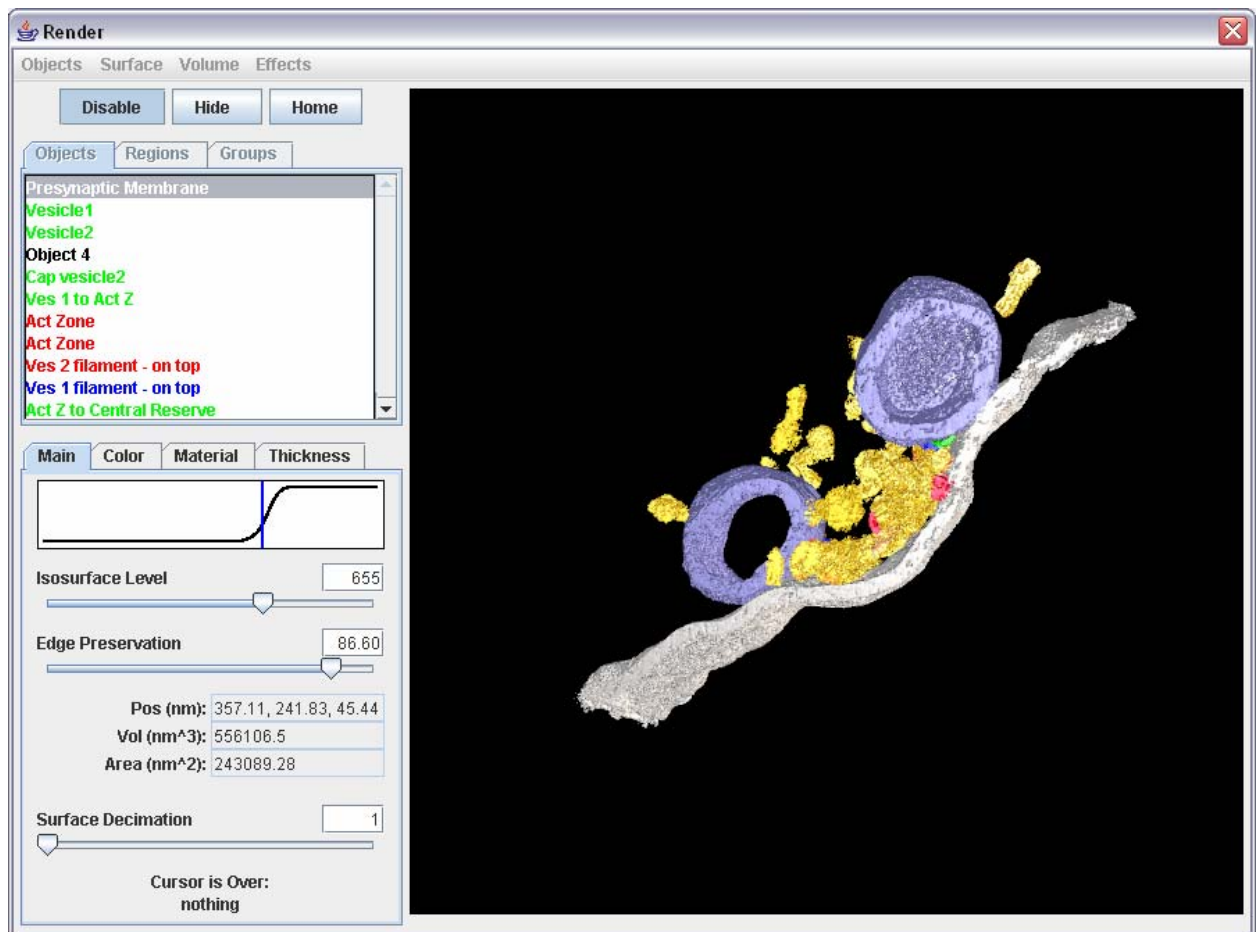 Render
Objects Surface Volume Effects
Disable Hide Home
Objects Regions Groups
Presynaptic Membrane
Vesicle1
Vesicle2
Object 4
Cap vesicle2
Ves 1 to Act Z
Act Zone
Act Zone
Ves 2 filament - on top
Ves 1 filament - on top
Act Z to Central Reserve
Main Color Material Thickness
Isosurface Level 655
Edge Preservation 86.60
Pos (nm): 357.11, 241.83, 45.44
Vol (nm^3): 556106.5
Area (nm^2): 243089.28
Surface Decimation 1
Cursor is Over:
nothing